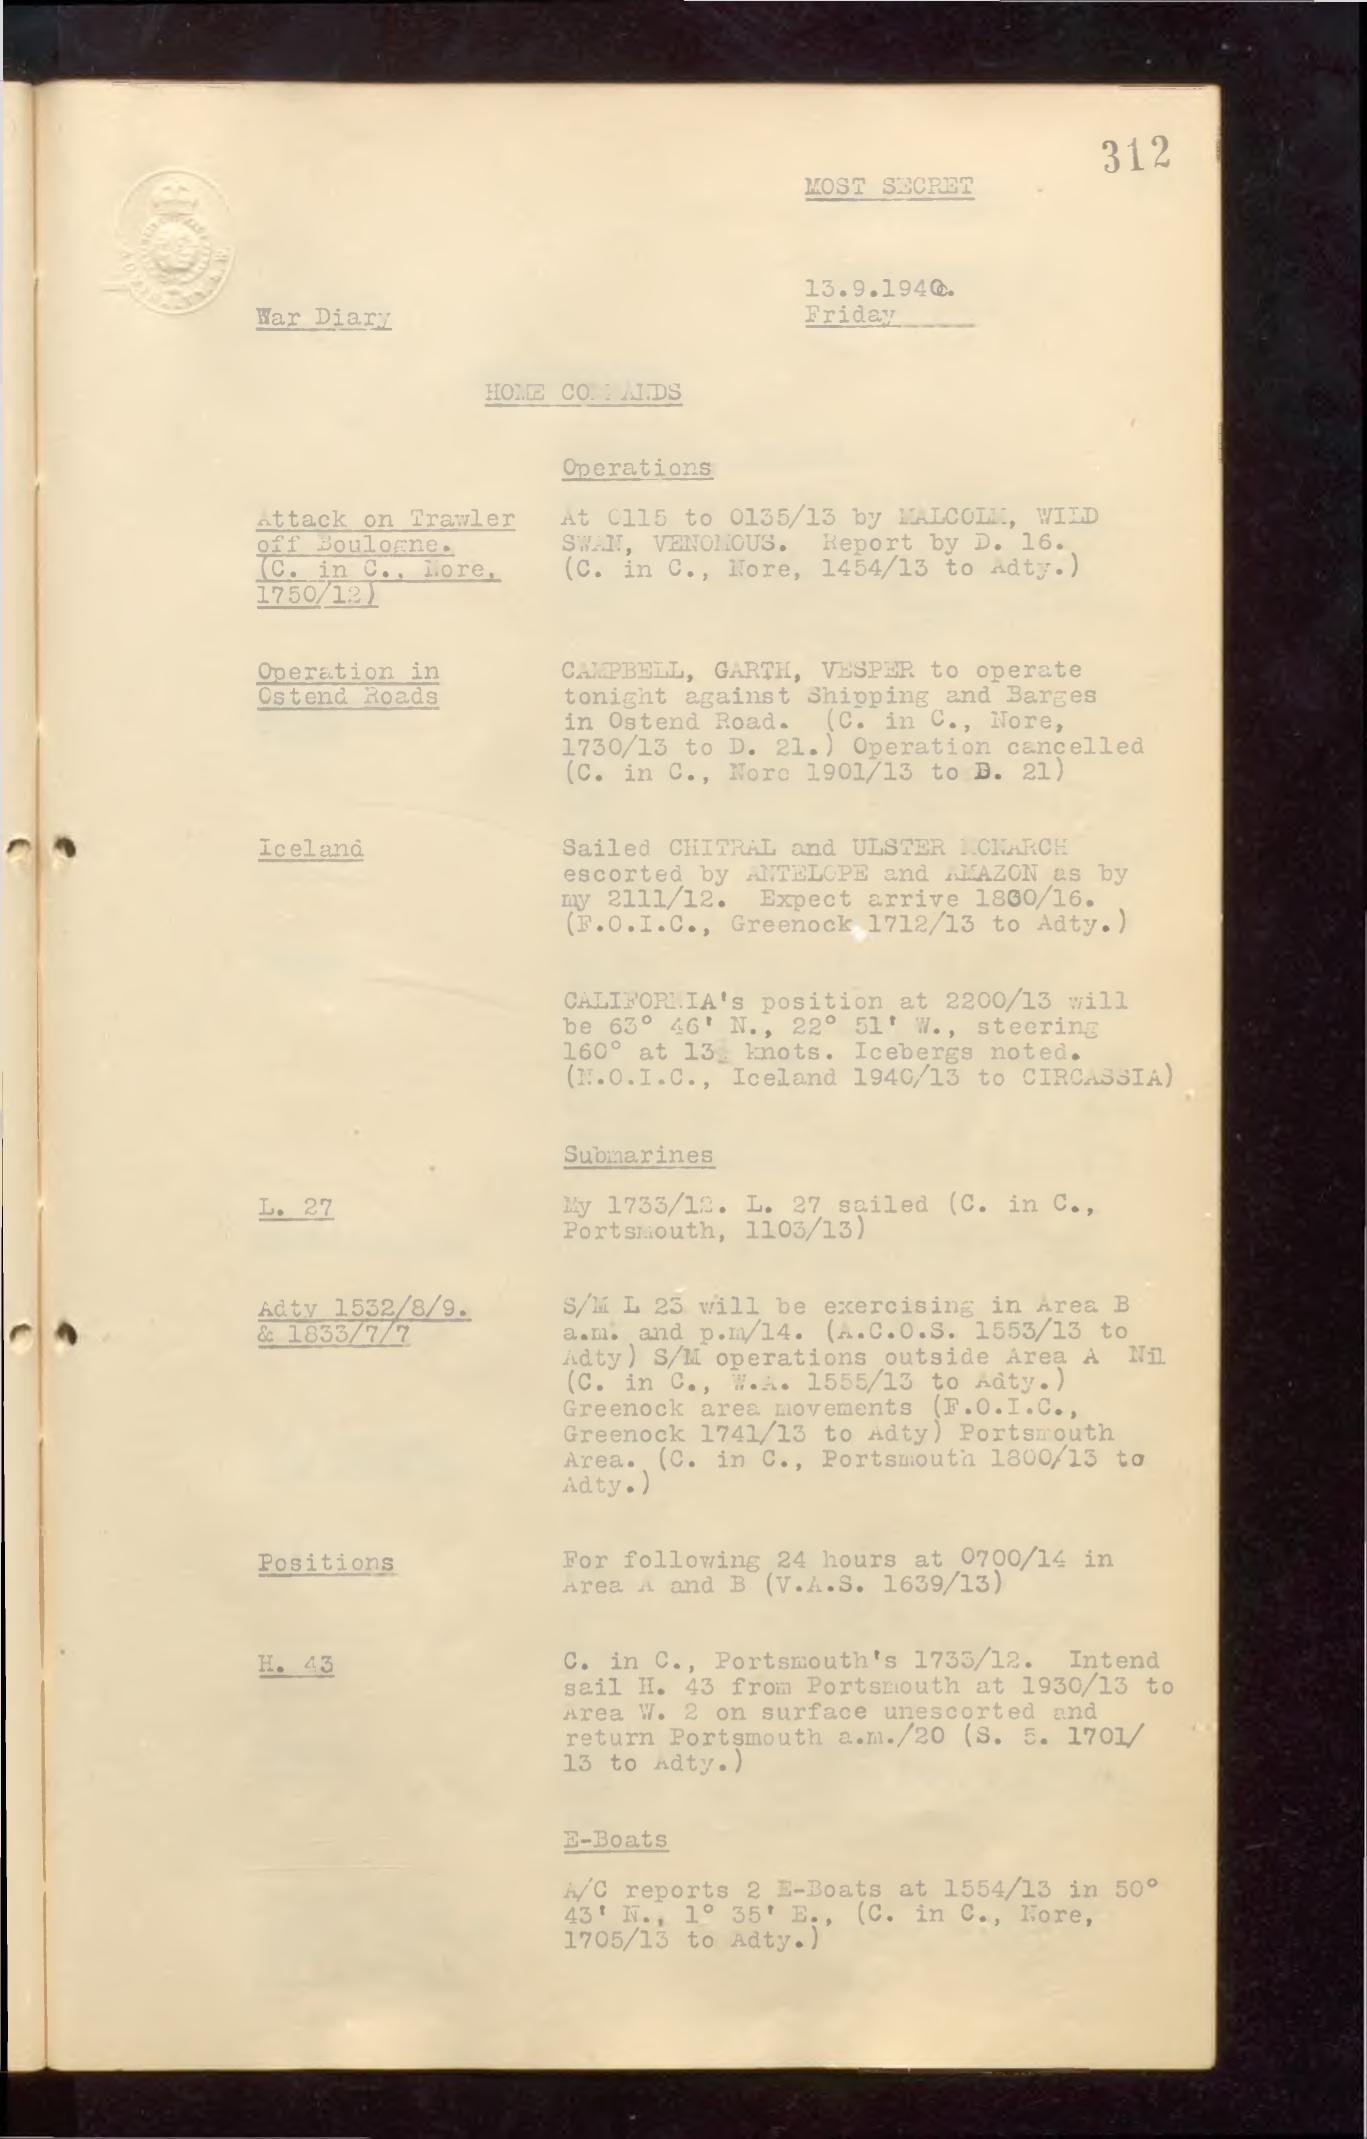 312
MOST SECRET
13.9.1940.
War Diary
Friday
HOME COMMANDS
Operations
Attack on Trawler
off Boulogne.
(C. in C., Nore,
1750/12)
At 0115 to 0135/13 by MALCOLM, WILD
SWAN, VENOMOUS. Report by D. 16.
(C. in C., Nore, 1454/13 to Adty.)
Operation in
Ostend Roads
CAMPBELL, GARTH, VESPER to operate
tonight against Shipping and Barges
in Ostend Road. (C. in C., Nore,
1730/13 to D. 21.) Operation cancelled
(C. in C., Nore 1901/13 to D. 21)
Iceland
Sailed CHITRAL and ULSTER MONARCH
escorted by ANTELOPE and AMAZON as by
my 2111/12. Expect arrive 1800/16.
(F.O.I.C., Greenock 1712/13 to Adty.)
CALIFORNIA's position at 2200/13 will
be 63° 46' N., 22° 51' W., steering
160° at 13½ knots. Icebergs noted.
(N.O.I.C., Iceland 1940/13 to CIRCASSIA)
Submarines
L. 27
My 1733/12. L. 27 sailed (C. in C.,
Portsmouth, 1103/13)
Adty 1532/8/9.
& 1833/7/7
S/M L 23 will be exercising in Area B
a.m. and p.m/14. (A.C.O.S. 1553/13 to
Adty) S/M operations outside Area A Nil
(C. in C., W.A. 1555/13 to Adty.)
Greenock area movements (F.O.I.C.,
Greenock 1741/13 to Adty) Portsmouth
Area. (C. in C., Portsmouth 1800/13 to
Adty.)
Positions
For following 24 hours at 0700/14 in
Area A and B (V.A.S. 1639/13)
H. 43
C. in C., Portsmouth's 1733/12. Intend
sail H. 43 from Portsmouth at 1930/13 to
Area W. 2 on surface unescorted and
return Portsmouth a.m./20 (S. 5. 1701/
13 to Adty.)
E-Boats
A/C reports 2 E-Boats at 1554/13 in 50°
43' N., 1° 35' E., (C. in C., Nore,
1705/13 to Adty.)